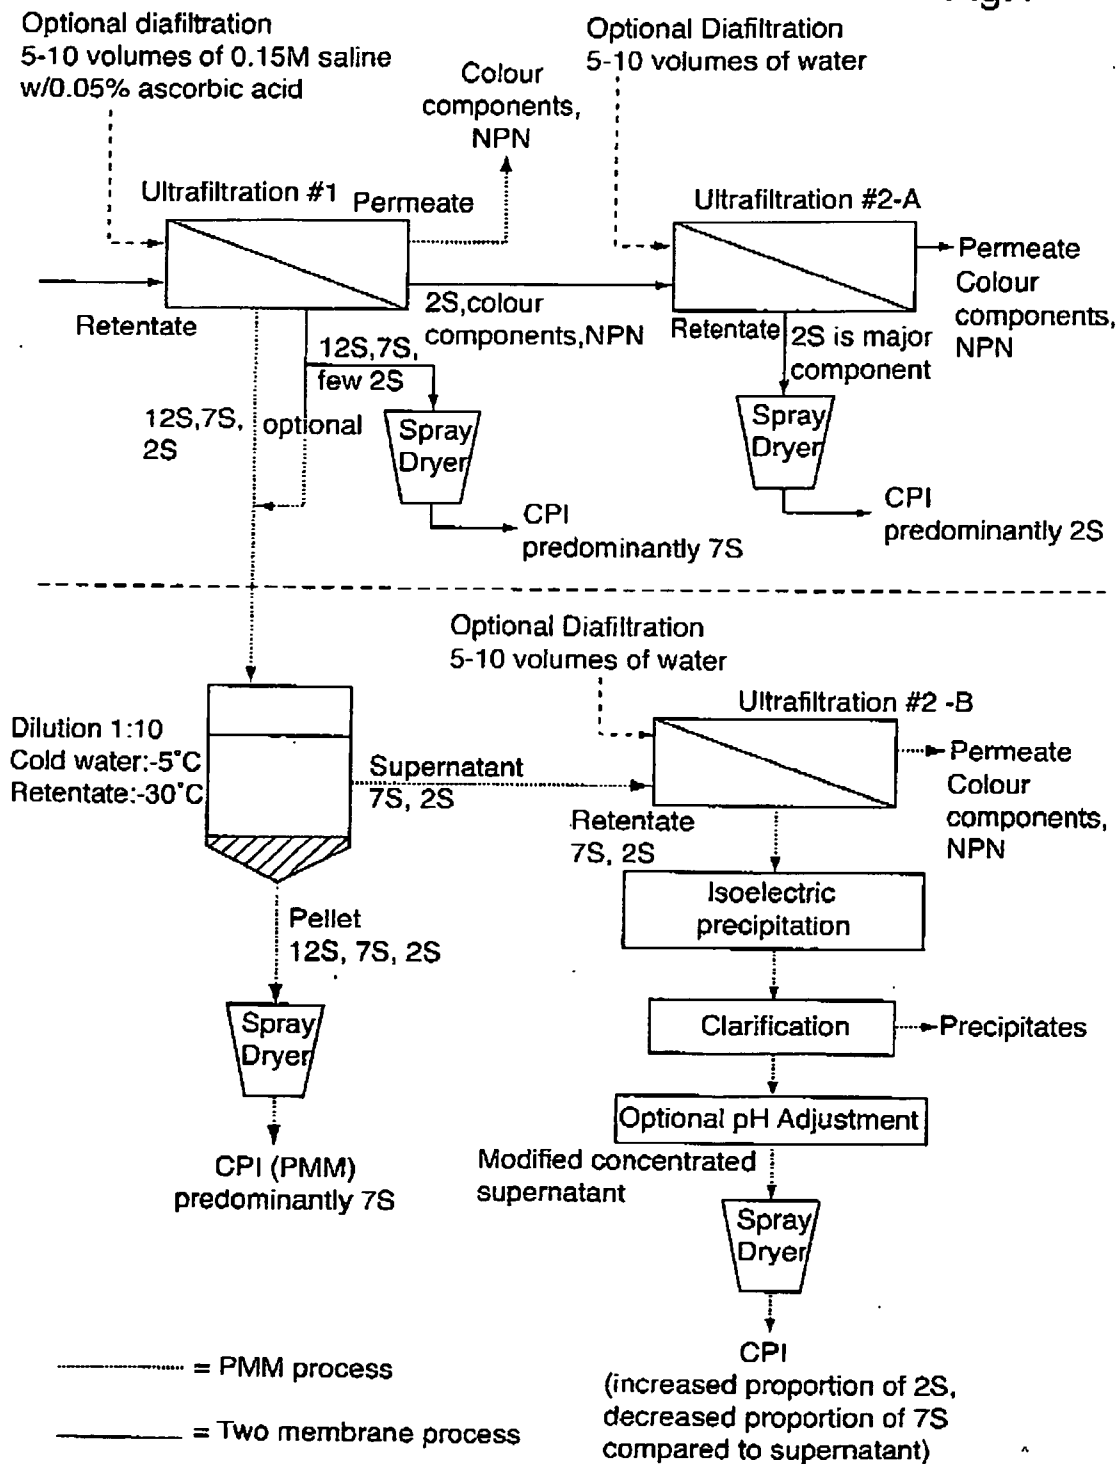 Optional diafiltration
5-10 volumes of 0.15M saline
w/0.05% ascorbic acid
Colour
components,
NPN
Optional Diafiltration
5-10 volumes of water
Ultrafiltration #1
Permeate
Ultrafiltration #2-A
Permeate
Colour
components,
NPN
Retentate
2S,colour
components,NPN
Retentate
2S is major
component
12S,7S,
few 2S
12S,7S,
2S
optional
Spray
Dryer
Spray
Dryer
CPI
predominantly 7S
CPI
predominantly 2S
Optional Diafiltration
5-10 volumes of water
Ultrafiltration #2 -B
Dilution 1:10
Cold water:-5°C
Retentate:-30°C
Supernatant
7S, 2S
Permeate
Colour
components,
NPN
Retentate
7S, 2S
Isoelectric
precipitation
Pellet
12S, 7S, 2S
Clarification
Precipitates
Spray
Dryer
Optional pH Adjustment
CPI (PMM)
predominantly 7S
Modified concentrated
supernatant
Spray
Dryer
CPI
(increased proportion of 2S,
decreased proportion of 7S
compared to supernatant)
= PMM process
= Two membrane process